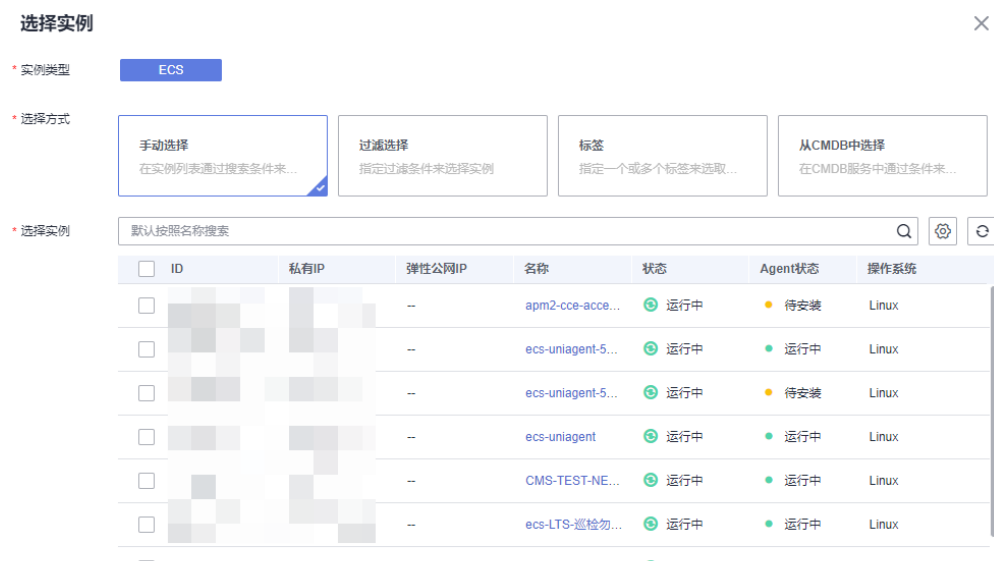 选择实例
* 实例类型
ECS
* 选择方式
手动选择
在实例列表通过搜索条件来...
过滤选择
指定过滤条件来选择实例
标签
指定一个或多个标签来选取...
从CMDB中选择
在CMDB服务中通过条件来...
* 选择实例
默认按照名称搜索
ID 私有IP 弹性公网IP 名称 状态 Agent状态 操作系统
-- apm2-cce-acce... 运行中 待安装 Linux
-- ecs-uniagent-5... 运行中 运行中 Linux
-- ecs-uniagent-5... 运行中 待安装 Linux
-- ecs-uniagent 运行中 运行中 Linux
-- CMS-TEST-NE... 运行中 运行中 Linux
-- ecs-LTS-巡检勿... 运行中 运行中 Linux